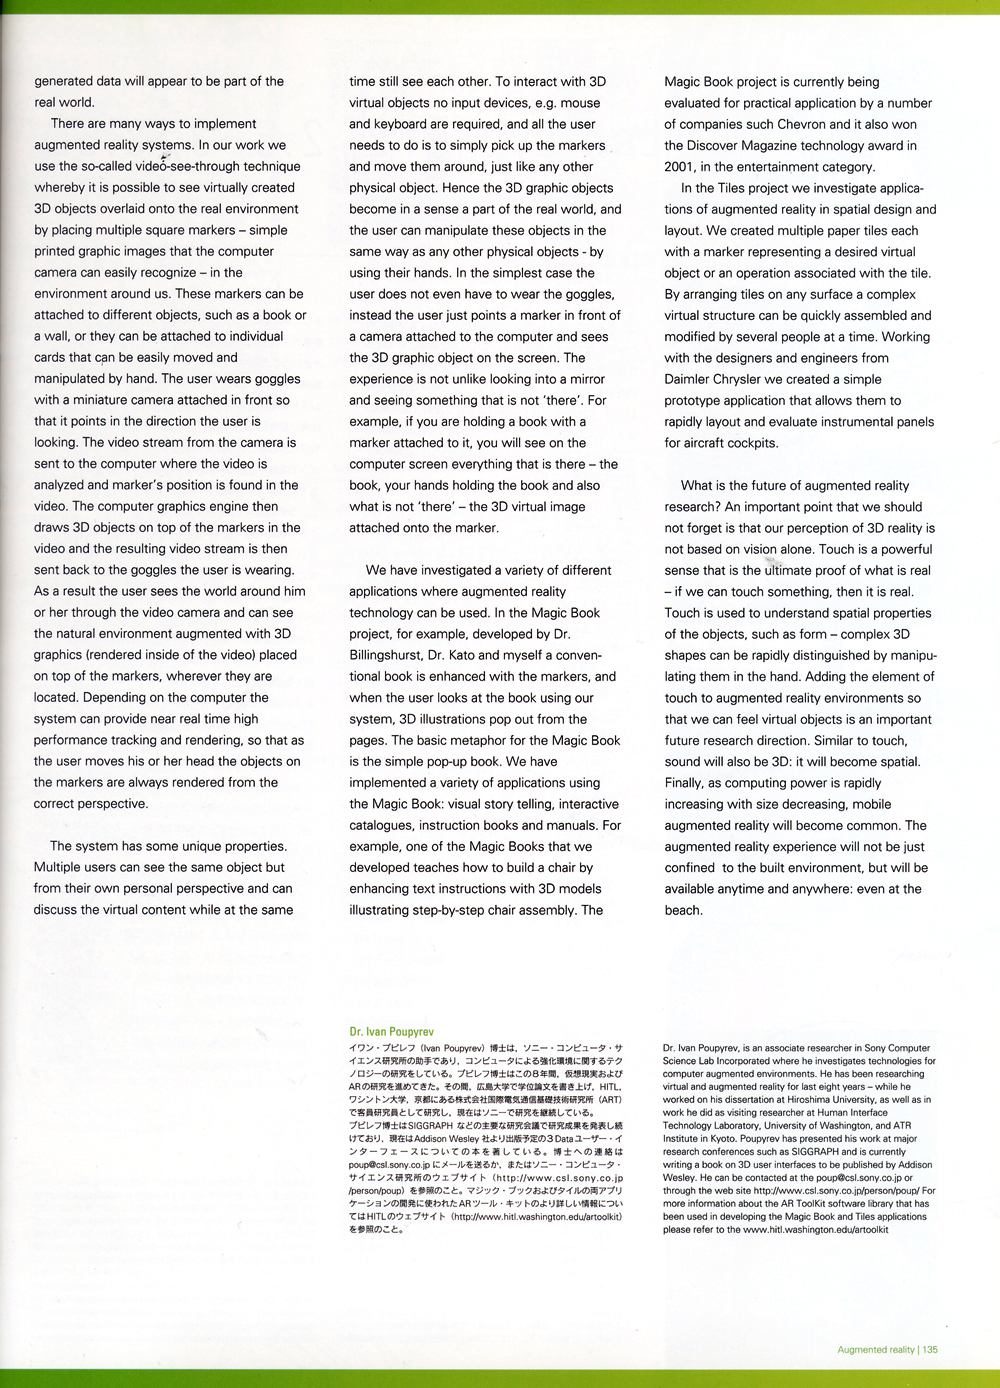 generated data will appear to be part of the
real world.
There are many ways to implement
augmented reality systems. In our work we
use the so-called video-see-through technique
whereby it is possible to see virtually created
3D objects overlaid onto the real environment
by placing multiple square markers – simple
printed graphic images that the computer
camera can easily recognize – in the
environment around us. These markers can be
attached to different objects, such as a book or
a wall, or they can be attached to individual
cards that can be easily moved and
manipulated by hand. The user wears goggles
with a miniature camera attached in front so
that it points in the direction the user is
looking. The video stream from the camera is
sent to the computer where the video is
analyzed and marker's position is found in the
video. The computer graphics engine then
draws 3D objects on top of the markers in the
video and the resulting video stream is then
sent back to the goggles the user is wearing.
As a result the user sees the world around him
or her through the video camera and can see
the natural environment augmented with 3D
graphics (rendered inside of the video) placed
on top of the markers, wherever they are
located. Depending on the computer the
system can provide near real time high
performance tracking and rendering, so that as
the user moves his or her head the objects on
the markers are always rendered from the
correct perspective.
The system has some unique properties.
Multiple users can see the same object but
from their own personal perspective and can
discuss the virtual content while at the same
time still see each other. To interact with 3D
virtual objects no input devices, e.g. mouse
and keyboard are required, and all the user
needs to do is to simply pick up the markers
and move them around, just like any other
physical object. Hence the 3D graphic objects
become in a sense a part of the real world, and
the user can manipulate these objects in the
same way as any other physical objects - by
using their hands. In the simplest case the
user does not even have to wear the goggles,
instead the user just points a marker in front of
a camera attached to the computer and sees
the 3D graphic object on the screen. The
experience is not unlike looking into a mirror
and seeing something that is not 'there'. For
example, if you are holding a book with a
marker attached to it, you will see on the
computer screen everything that is there – the
book, your hands holding the book and also
what is not 'there' – the 3D virtual image
attached onto the marker.
We have investigated a variety of different
applications where augmented reality
technology can be used. In the Magic Book
project, for example, developed by Dr.
Billingshurst, Dr. Kato and myself a conven-
tional book is enhanced with the markers, and
when the user looks at the book using our
system, 3D illustrations pop out from the
pages. The basic metaphor for the Magic Book
is the simple pop-up book. We have
implemented a variety of applications using
the Magic Book: visual story telling, interactive
catalogues, instruction books and manuals. For
example, one of the Magic Books that we
developed teaches how to build a chair by
enhancing text instructions with 3D models
illustrating step-by-step chair assembly. The
Magic Book project is currently being
evaluated for practical application by a number
of companies such Chevron and it also won
the Discover Magazine technology award in
2001, in the entertainment category.
In the Tiles project we investigate applica-
tions of augmented reality in spatial design and
layout. We created multiple paper tiles each
with a marker representing a desired virtual
object or an operation associated with the tile.
By arranging tiles on any surface a complex
virtual structure can be quickly assembled and
modified by several people at a time. Working
with the designers and engineers from
Daimler Chrysler we created a simple
prototype application that allows them to
rapidly layout and evaluate instrumental panels
for aircraft cockpits.
What is the future of augmented reality
research? An important point that we should
not forget is that our perception of 3D reality is
not based on vision alone. Touch is a powerful
sense that is the ultimate proof of what is real
– if we can touch something, then it is real.
Touch is used to understand spatial properties
of the objects, such as form – complex 3D
shapes can be rapidly distinguished by manipu-
lating them in the hand. Adding the element of
touch to augmented reality environments so
that we can feel virtual objects is an important
future research direction. Similar to touch,
sound will also be 3D: it will become spatial.
Finally, as computing power is rapidly
increasing with size decreasing, mobile
augmented reality will become common. The
augmented reality experience will not be just
confined to the built environment, but will be
available anytime and anywhere: even at the
beach.
Dr. Ivan Poupyrev
イワン・プピレフ（Ivan Poupyrev）博士は，ソニー・コンピュータ・サ
イエンス研究所の助手であり，コンピュータによる強化環境に関するテク
ノロジーの研究をしている。プピレフ博士はこの8年間，仮想現実および
ARの研究を進めてきた。その間，広島大学で学位論文を書き上げ，HITL，
ワシントン大学，京都にある株式会社国際電気通信基礎技術研究所（ART）
で客員研究員として研究し，現在はソニーで研究を継続している。
プピレフ博士はSIGGRAPH などの主要な研究会議で研究成果を発表し続
けており，現在はAddison Wesley 社より出版予定の3 Dataユーザー・イ
ンターフェースについての本を著している。博士への連絡は
poup@csl.sony.co.jp にメールを送るか，またはソニー・コンピュータ・
サイエンス研究所のウェブサイト（http://www.csl.sony.co.jp
/person/poup）を参照のこと。マジック・ブックおよびタイルの両アプリ
ケーションの開発に使われたARツール・キットのより詳しい情報につい
てはHITLのウェブサイト（http://www.hitl.washington.edu/artoolkit）
を参照のこと。
Dr. Ivan Poupyrev, is an associate researcher in Sony Computer
Science Lab Incorporated where he investigates technologies for
computer augmented environments. He has been researching
virtual and augmented reality for last eight years – while he
worked on his dissertation at Hiroshima University, as well as in
work he did as visiting researcher at Human Interface
Technology Laboratory, University of Washington, and ATR
Institute in Kyoto. Poupyrev has presented his work at major
research conferences such as SIGGRAPH and is currently
writing a book on 3D user interfaces to be published by Addison
Wesley. He can be contacted at the poup@csl.sony.co.jp or
through the web site http://www.csl.sony.co.jp/person/poup/ For
more information about the AR ToolKit software library that has
been used in developing the Magic Book and Tiles applications
please refer to the www.hitl.washington.edu/artoolkit
Augmented reality | 135